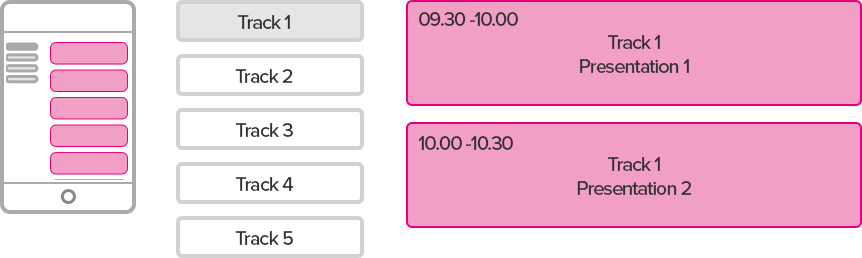 Track 1
Track 2
Track 3
Track 4
Track 5
09.30 -10.00
Track 1
Presentation 1
10.00 -10.30
Track 1
Presentation 2